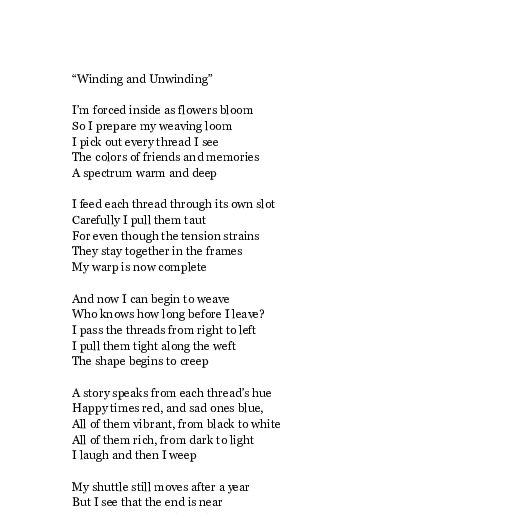 “Winding and Unwinding”
I’m forced inside as flowers bloom
So I prepare my weaving loom
I pick out every thread I see
The colors of friends and memories
A spectrum warm and deep
I feed each thread through its own slot
Carefully I pull them taut
For even though the tension strains
They stay together in the frames
My warp is now complete
And now I can begin to weave
Who knows how long before I leave?
I pass the threads from right to left
I pull them tight along the weft
The shape begins to creep
A story speaks from each thread’s hue
Happy times red, and sad ones blue,
All of them vibrant, from black to white
All of them rich, from dark to light
I laugh and then I weep
My shuttle still moves after a year
But I see that the end is near